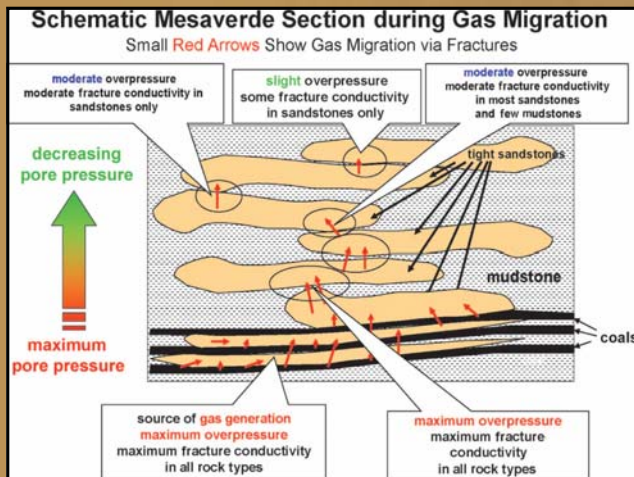 Schematic Mesaverde Section during Gas Migration
Small Red Arrows Show Gas Migration via Fractures
moderate overpressure
moderate fracture conductivity in
sandstones only
slight overpressure
some fracture conductivity
in sandstones only
moderate overpressure
moderate fracture conductivity
in most sandstones
and few mudstones
decreasing
pore pressure
tight sandstones
mudstone
maximum
pore pressure
coals
source of gas generation
maximum overpressure
maximum fracture conductivity
in all rock types
maximum overpressure
maximum fracture
conductivity
in all rock types